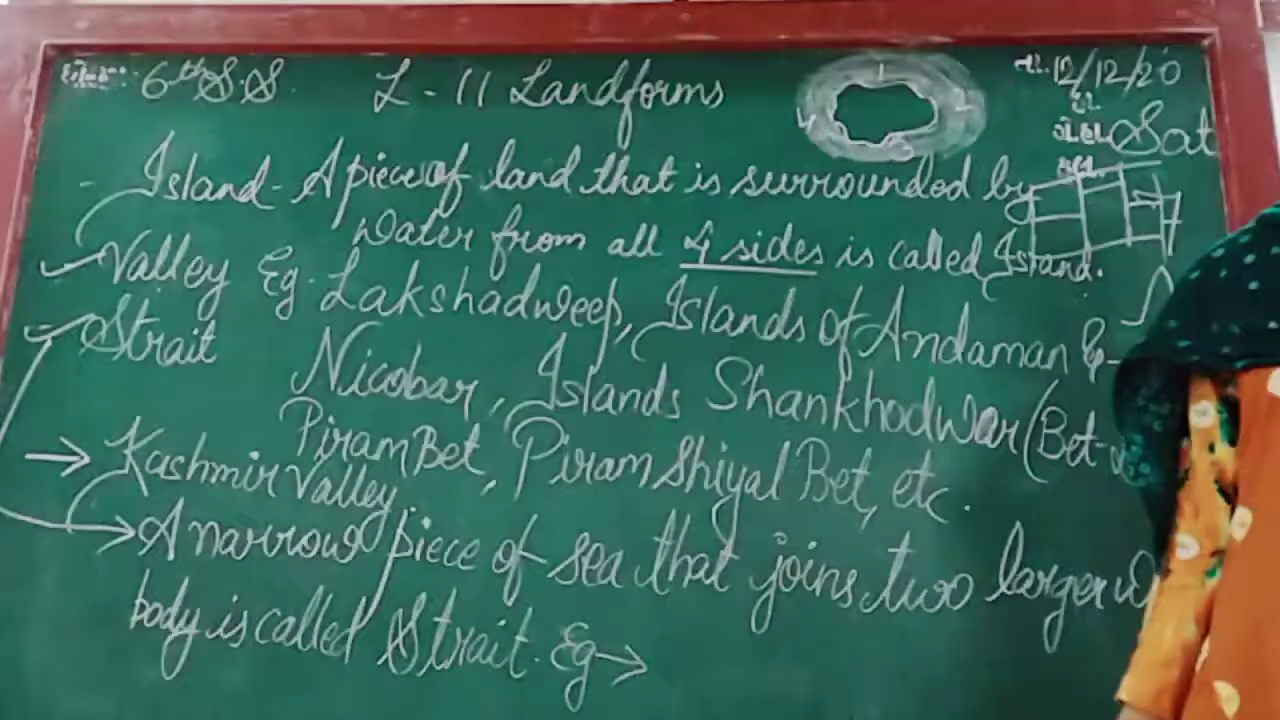 6th S.S. L-11 Landforms 12/12/20
Sat
Island - A piece of land that is surrounded by
water from all 4 sides is called Island.
Valley Eg. Lakshadweep, Islands of Andaman &
Strait Nicobar, Islands Shankhodwar (Bet-
Piram Bet, Piram Shiyal Bet, etc.
→ Kashmir Valley.
→ A narrow piece of sea that joins two larger
body is called Strait. Eg →